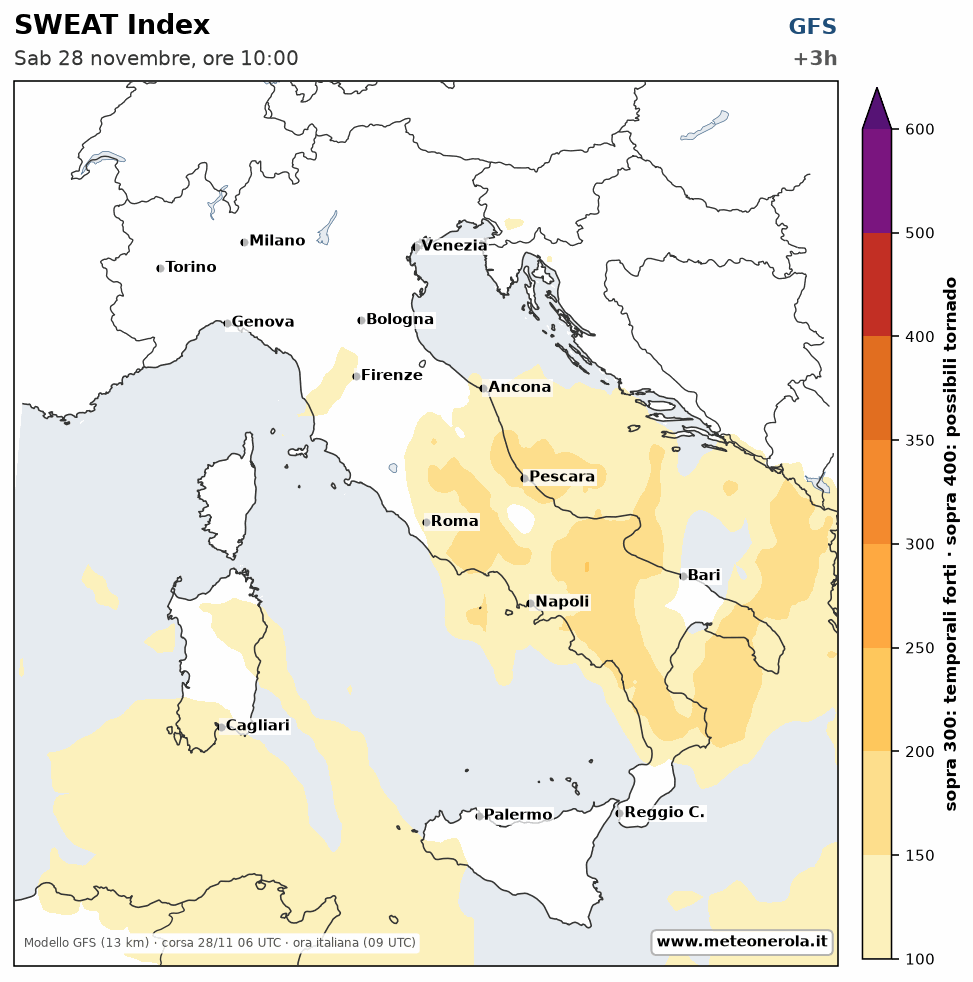 SWEAT Index
GFS
Sab 28 novembre, ore 10:00
+3h
Milano
Venezia
Torino
Genova
Bologna
Firenze
Ancona
Pescara
Roma
Bari
Napoli
Cagliari
Palermo
Reggio C.
Modello GFS (13 km) · corsa 28/11 06 UTC · ora italiana (09 UTC)
www.meteonerola.it
600
500
400
350
300
250
200
150
100
sopra 300: temporali forti · sopra 400: possibili tornado